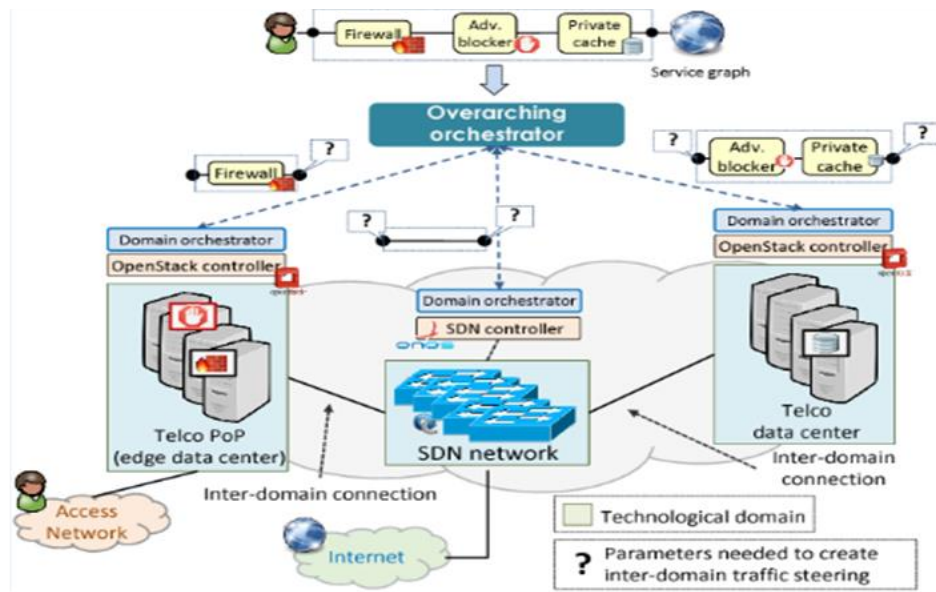 Firewall
Adv.
blocker
Private
cache
Service graph
Overarching
orchestrator
?
Firewall
?
?
?
Adv.
blocker
Private
cache
?
Domain orchestrator
OpenStack controller
Domain orchestrator
SDN controller
Domain orchestrator
OpenStack controller
Telco PoP
(edge data center)
SDN network
Telco
data center
Inter-domain connection
Inter-domain
connection
Access
Network
Internet
Technological domain
? Parameters needed to create
inter-domain traffic steering